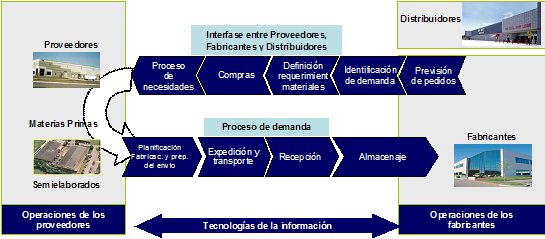 Interfase entre Proveedores,
Fabricantes y Distribuidores
Distribuidores
Proveedores
Proceso
de
necesidades
Compras
Definición
requerimient
materiales
Identificación
de demanda
Previsión
de pedidos
Materias Primas
Proceso de demanda
Fabricantes
Planificación
Fabricac. y prep.
del envío
Expedición y
transporte
Recepción
Almacenaje
Semielaborados
Operaciones de los
proveedores
Tecnologías de la información
Operaciones de los
fabricantes